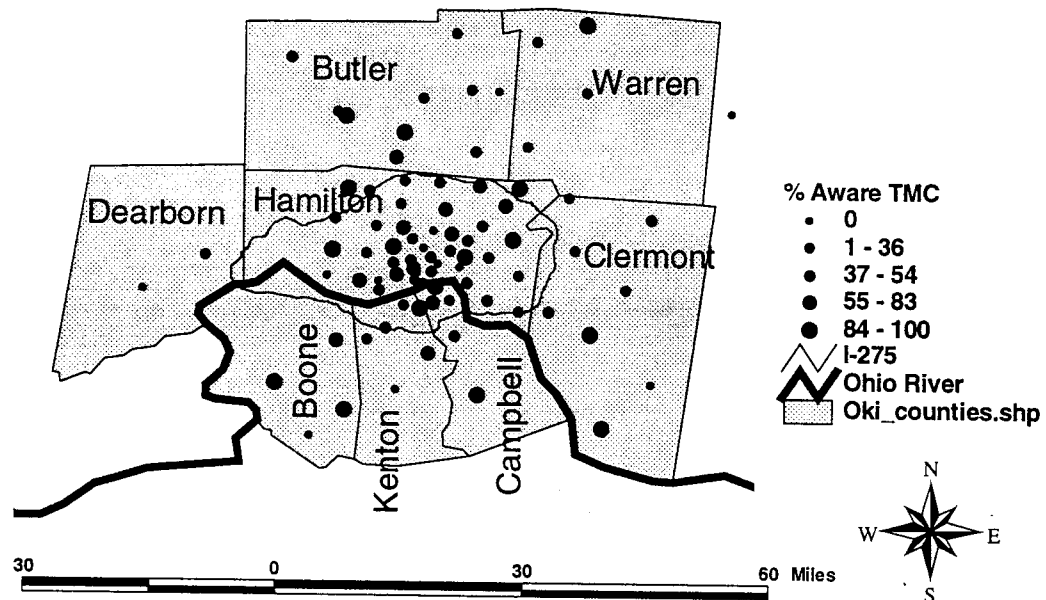 Butler
Warren
Dearborn
Hamilton
Clermont
Boone
Kenton
Campbell
% Aware TMC
0
1 - 36
37 - 54
55 - 83
84 - 100
I-275
Ohio River
Oki_counties.shp
N
W E
S
30 0 30 60 Miles